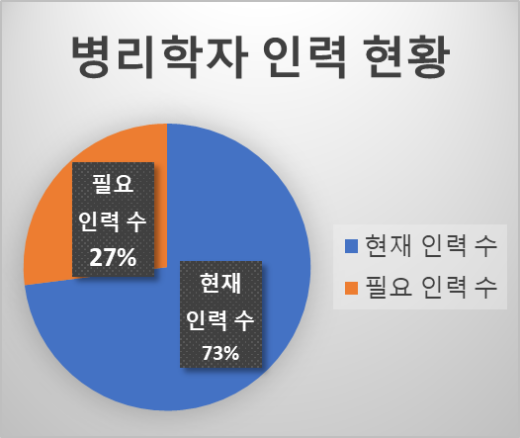 병리학자 인력 현황
필요
인력 수
27%
현재
인력 수
73%
현재 인력 수
필요 인력 수